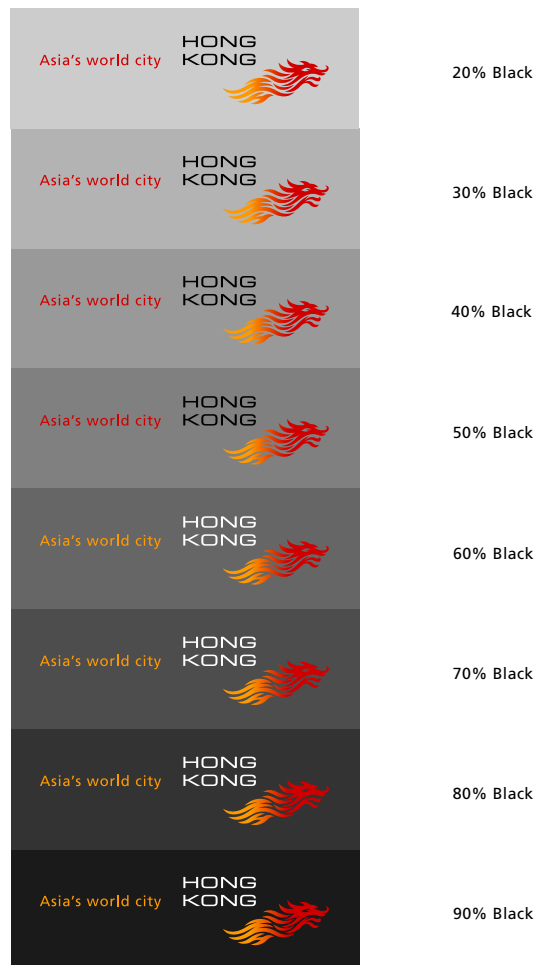 HONG
KONG
Asia's world city
20% Black
HONG
KONG
Asia's world city
30% Black
HONG
KONG
Asia's world city
40% Black
HONG
KONG
Asia's world city
50% Black
HONG
KONG
Asia's world city
60% Black
HONG
KONG
Asia's world city
70% Black
HONG
KONG
Asia's world city
80% Black
HONG
KONG
Asia's world city
90% Black